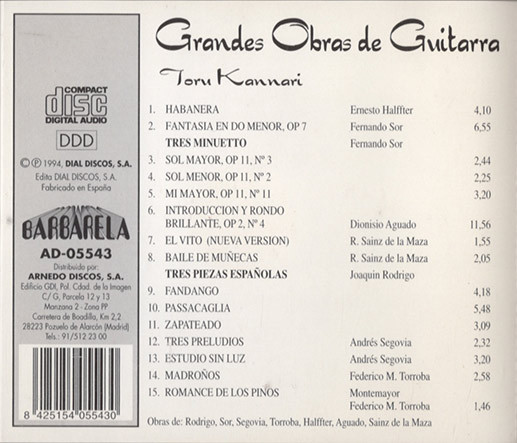 Grandes Obras de Guitarra
Toru Kannari
COMPACT
disc
DIGITAL AUDIO
DDD
© ℗ 1994, DIAL DISCOS, S.A.
Edita DIAL DISCOS, S.A.
Fabricado en España
BARBARELA
AD-05543
Distribuido por:
ARNEDO DISCOS, S.A.
Edificio GDI, Pol. Cdad. de la Imagen
C/ G, Parcela 12 y 13
Manzana 2 - Zona PP
Carretera de Boadilla, Km 2,2
28223 Pozuelo de Alarcón (Madrid)
Tels.: 91/512 23 00
8 425154 055430
1. HABANERA Ernesto Halffter 4,10
2. FANTASIA EN DO MENOR, OP 7 Fernando Sor 6,55
TRES MINUETTO Fernando Sor
3. SOL MAYOR, OP 11, Nº 3 2,44
4. SOL MENOR, OP 11, Nº 2 2,25
5. MI MAYOR, OP 11, Nº 11 3,20
6. INTRODUCCION Y RONDO
BRILLANTE, OP 2, Nº 4 Dionisio Aguado 11,56
7. EL VITO (NUEVA VERSION) R. Sainz de la Maza 1,55
8. BAILE DE MUÑECAS R. Sainz de la Maza 2,05
TRES PIEZAS ESPAÑOLAS Joaquin Rodrigo
9. FANDANGO 4,18
10. PASSACAGLIA 5,48
11. ZAPATEADO 3,09
12. TRES PRELUDIOS Andrés Segovia 2,32
13. ESTUDIO SIN LUZ Andrés Segovia 3,20
14. MADROÑOS Federico M. Torroba 2,58
15. ROMANCE DE LOS PINOS Montemayor
Federico M. Torroba 1,46
Obras de: Rodrigo, Sor, Segovia, Torroba, Halffter, Aguado, Sainz de la Maza